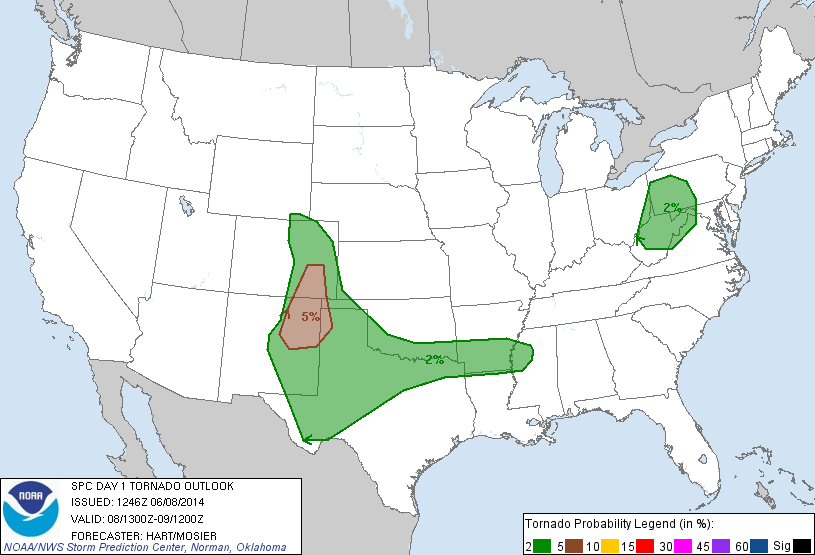 2%
5%
2%
NOAA
SPC DAY 1 TORNADO OUTLOOK
ISSUED: 1246Z 06/08/2014
VALID: 08/1300Z-09/1200Z
FORECASTER: HART/MOSIER
NOAA/NWS Storm Prediction Center, Norman, Oklahoma
Tornado Probability Legend (in %):
2 5 10 15 30 45 60 Sig